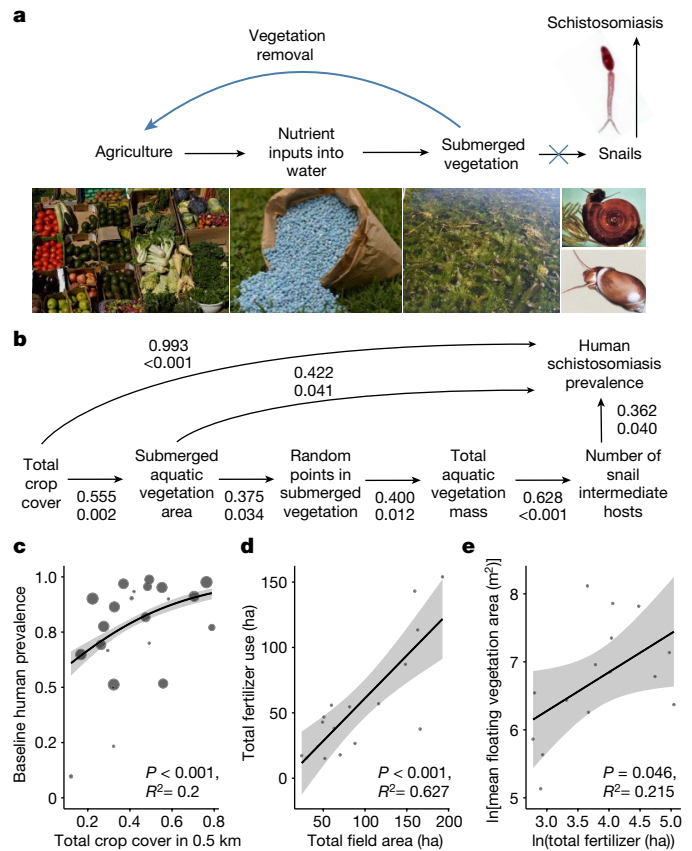 a
Schistosomiasis
Vegetation
removal
Agriculture
Nutrient
inputs into
water
Submerged
vegetation
Snails
b
0.993
<0.001
0.422
0.041
Human
schistosomiasis
prevalence
0.362
0.040
Total
crop
cover
0.555
0.002
Submerged
aquatic
vegetation
area
0.375
0.034
Random
points in
submerged
vegetation
0.400
0.012
Total
aquatic
vegetation
mass
0.628
<0.001
Number of
snail
intermediate
hosts
c
Baseline human prevalence
1.0
0.8
0.5
0.2
0
P < 0.001,
R² = 0.2
0.2 0.4 0.6 0.8
Total crop cover in 0.5 km
d
Total fertilizer use (ha)
150
100
50
0
P < 0.001,
R² = 0.627
50 100 150 200
Total field area (ha)
e
ln[mean floating vegetation area (m²)]
8
7
6
5
P = 0.046,
R² = 0.215
3.0 3.5 4.0 4.5 5.0
ln(total fertilizer (ha))